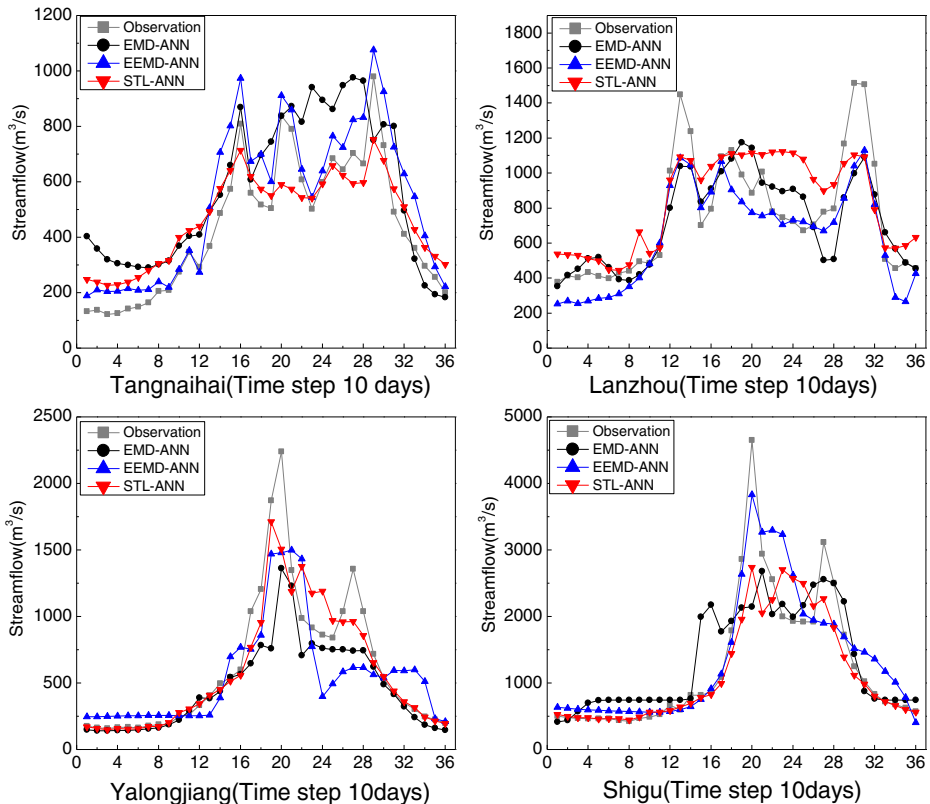 1200
1000
800
600
400
200
0
Streamflow(m³/s)
Observation
EMD-ANN
EEMD-ANN
STL-ANN
0 4 8 12 16 20 24 28 32 36
Tangnaihai(Time step 10 days)
1800
1600
1400
1200
1000
800
600
400
200
0
Streamflow(m³/s)
Observation
EMD-ANN
EEMD-ANN
STL-ANN
0 4 8 12 16 20 24 28 32 36
Lanzhou(Time step 10days)
2500
2000
1500
1000
500
0
Streamflow(m³/s)
Observation
EMD-ANN
EEMD-ANN
STL-ANN
0 4 8 12 16 20 24 28 32 36
Yalongjiang(Time step 10days)
5000
4000
3000
2000
1000
0
Streamflow(m³/s)
Observation
EMD-ANN
EEMD-ANN
STL-ANN
0 4 8 12 16 20 24 28 32 36
Shigu(Time step 10days)